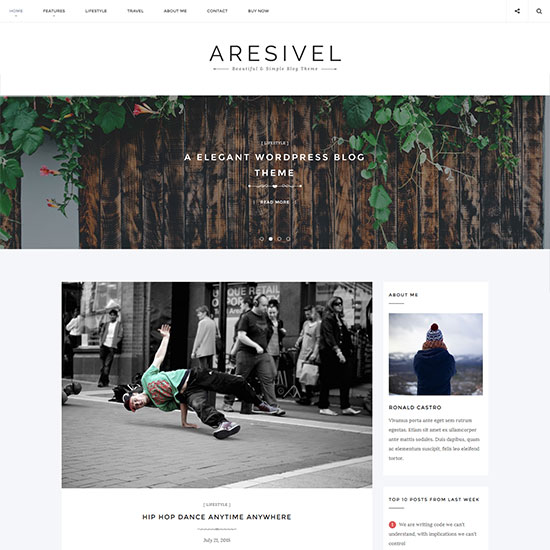 HOME FEATURES LIFESTYLE TRAVEL ABOUT ME CONTACT BUY NOW
ARESIVEL
Beautiful & Simple Blog Theme
[ LIFESTYLE ]
A ELEGANT WORDPRESS BLOG
THEME
[ READ MORE ]
UNIQUE RETAIL
ABOUT ME
RONALD CASTRO
Vivamus porta ante eget sem rutrum
egestas. Etiam sit amet ex ullamcorper
ante mattis sodales. Duis dapibus, quam
ac elementum suscipit, felis leo eleifend
tortor.
[ LIFESTYLE ]
HIP HOP DANCE ANYTIME ANYWHERE
July 21, 2015
TOP 10 POSTS FROM LAST WEEK
1 We are writing code we can't
understand, with implications we can't
control